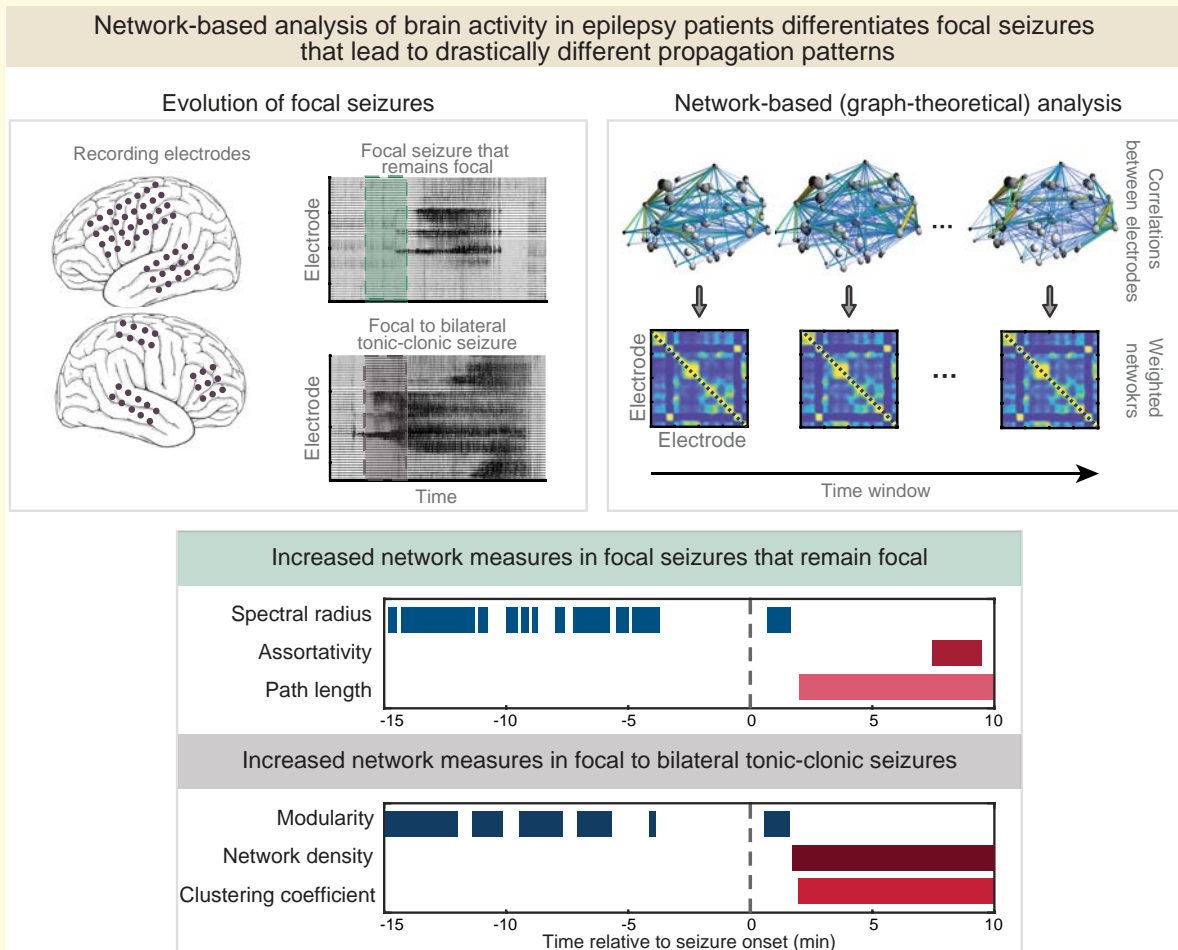 Network-based analysis of brain activity in epilepsy patients differentiates focal seizures
that lead to drastically different propagation patterns
Evolution of focal seizures
Recording electrodes
Focal seizure that
remains focal
Electrode
Focal to bilateral
tonic-clonic seizure
Electrode
Time
Network-based (graph-theoretical) analysis
...
Correlations
between electrodes
Electrode
Electrode
...
Weighted
netwokrs
Time window
Increased network measures in focal seizures that remain focal
Spectral radius
Assortativity
Path length
-15 -10 -5 0 5 10
Increased network measures in focal to bilateral tonic-clonic seizures
Modularity
Network density
Clustering coefficient
-15 -10 -5 0 5 10
Time relative to seizure onset (min)